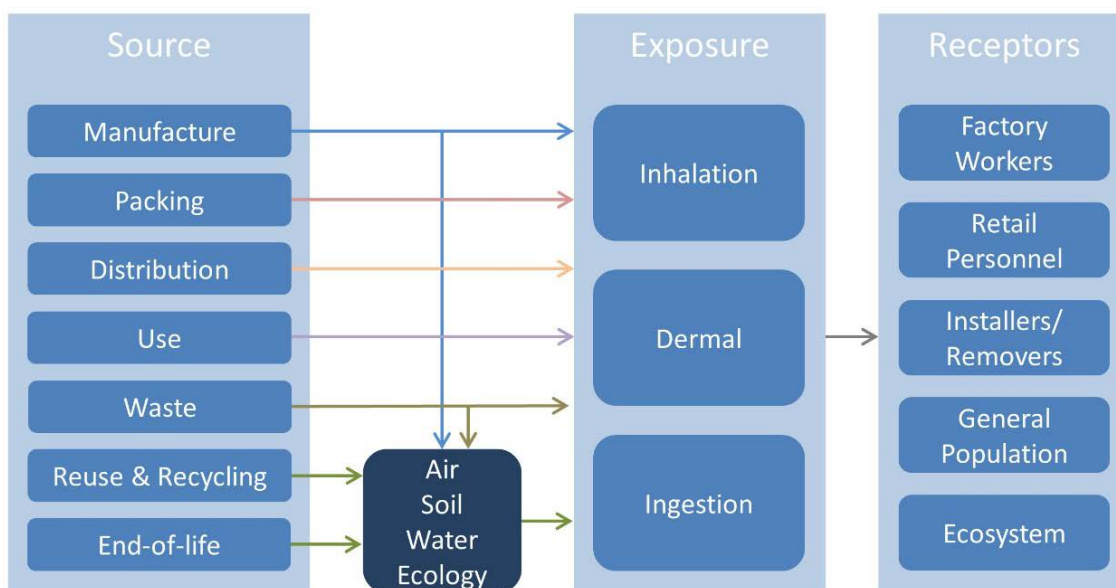 Source
Manufacture
Packing
Distribution
Use
Waste
Reuse & Recycling
End-of-life
Air
Soil
Water
Ecology
Exposure
Inhalation
Dermal
Ingestion
Receptors
Factory
Workers
Retail
Personnel
Installers/
Removers
General
Population
Ecosystem